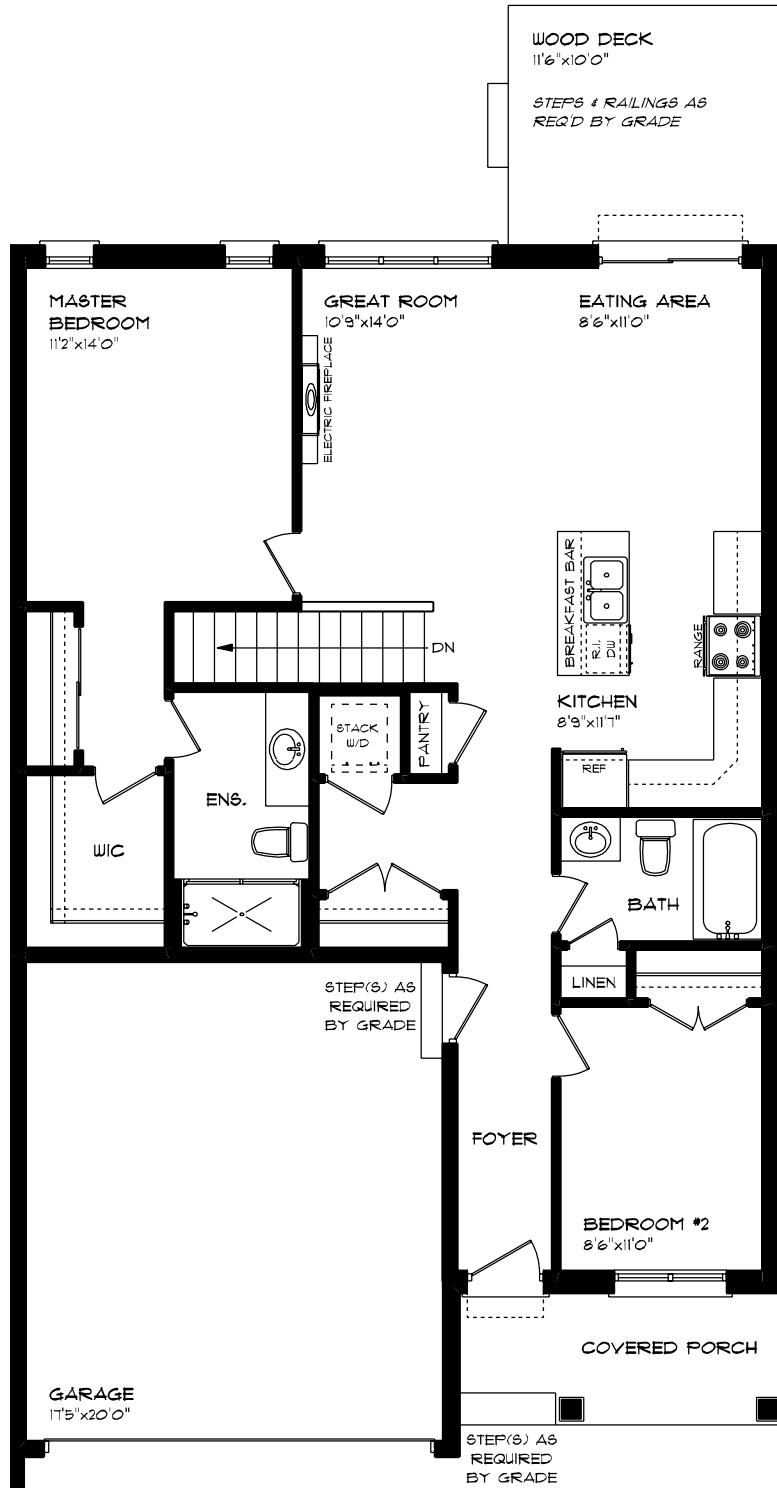 WOOD DECK
11'6"x10'0"
STEPS & RAILINGS AS
REQ'D BY GRADE
MASTER
BEDROOM
11'2"x14'0"
GREAT ROOM
10'9"x14'0"
EATING AREA
8'6"x11'0"
ELECTRIC FIREPLACE
BREAKFAST BAR
R.I.
DW
RANGE
DN
KITCHEN
8'9"x11'7"
STACK
W/D
PANTRY
REF
ENS.
WIC
BATH
LINEN
STEP(S) AS
REQUIRED
BY GRADE
FOYER
BEDROOM #2
8'6"x11'0"
COVERED PORCH
GARAGE
17'5"x20'0"
STEP(S) AS
REQUIRED
BY GRADE